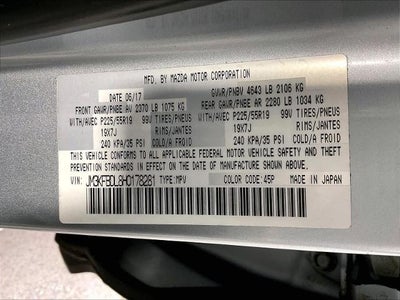 MFD. BY MAZDA MOTOR CORPORATION
DATE 06/17 GVWR/PNBV 4643 LB 2106 KG
FRONT GAWR/PNBE AV 2370 LB 1075 KG REAR GAWR/PNBE AR 2280 LB 1034 KG
WITH/AVEC P225/55R19 99V TIRES/PNEUS WITH/AVEC P225/55R19 99V TIRES/PNEUS
19X7J RIMS/JANTES 19X7J RIMS/JANTES
240 KPA/35 PSI COLD/A FROID 240 KPA/35 PSI COLD/A FROID
THIS VEHICLE CONFORMS TO ALL APPLICABLE FEDERAL MOTOR VEHICLE SAFETY AND THEFT
PREVENTION STANDARDS IN EFFECT ON THE DATE OF MANUFACTURE SHOWN ABOVE.
VIN: JM3KFBDL8H0178281 TYPE:MPV COLOR CODE:45P MADE IN JAPAN